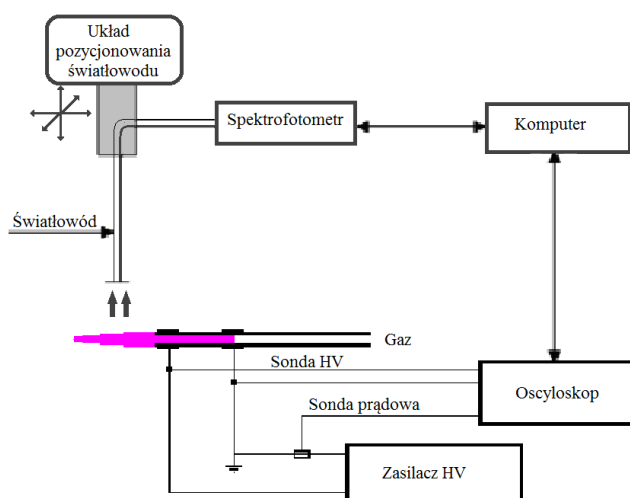 Układ
pozycjonowania
światłowodu
Spektrofotometr
Komputer
Światłowód
Gaz
Sonda HV
Oscyloskop
Sonda prądowa
Zasilacz HV